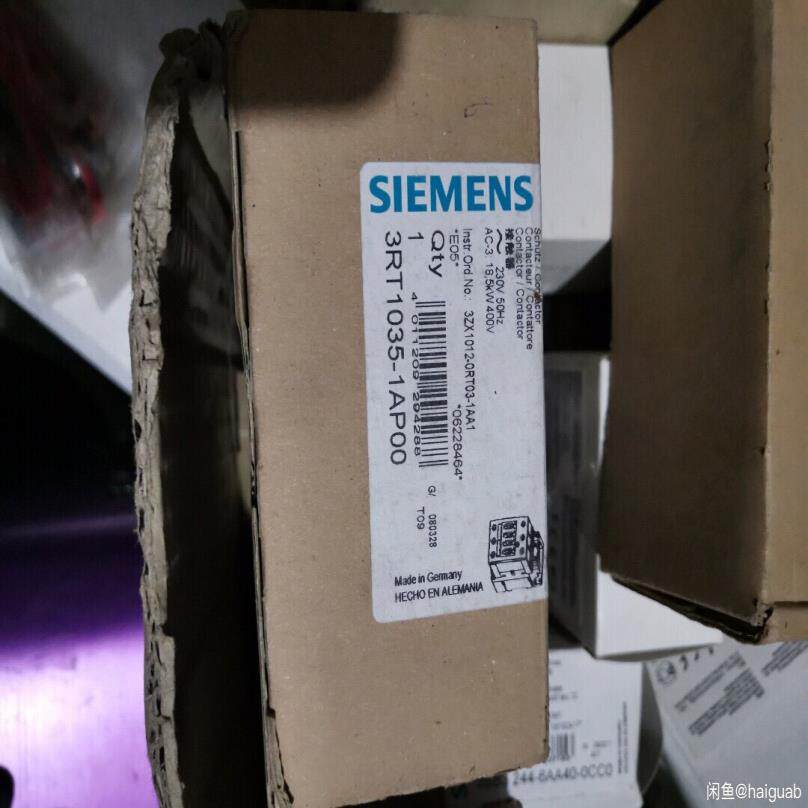 SIEMENS
Schütz / Contactor
Contacteur / Contattore
Contactor / Contactor
接触器
~ 230V 50Hz
AC-3, 18,5kW 400V
Instr.Ord.No.: 3ZX1012-0RT03-1AA1
*E05*
*06228464*
Qty
1
4 011209 294288
3RT1035-1AP00
G/ 080328
T09
Made in Germany
HECHO EN ALEMANIA
244-6AA40-0CC0
闲鱼@haiguab